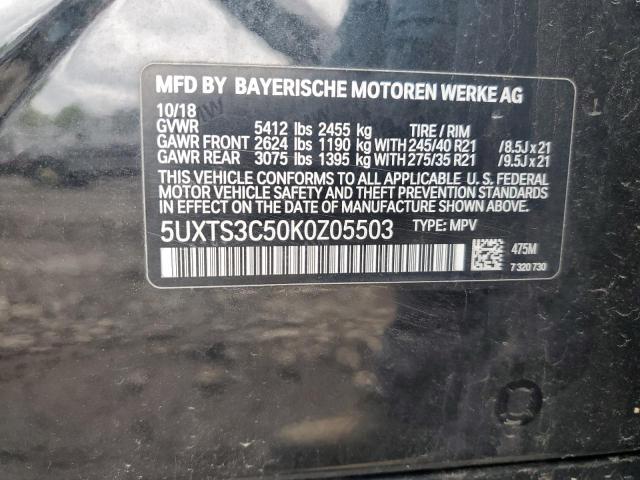 MFD BY BAYERISCHE MOTOREN WERKE AG
10/18
GVWR 5412 lbs 2455 kg TIRE / RIM
GAWR FRONT 2624 lbs 1190 kg WITH 245/40 R21 /8.5J x 21
GAWR REAR 3075 lbs 1395 kg WITH 275/35 R21 /9.5J x 21
THIS VEHICLE CONFORMS TO ALL APPLICABLE U. S. FEDERAL
MOTOR VEHICLE SAFETY AND THEFT PREVENTION STANDARDS
IN EFFECT ON THE DATE OF MANUFACTURE SHOWN ABOVE.
5UXTS3C50K0Z05503 TYPE: MPV
475M
7 320 730